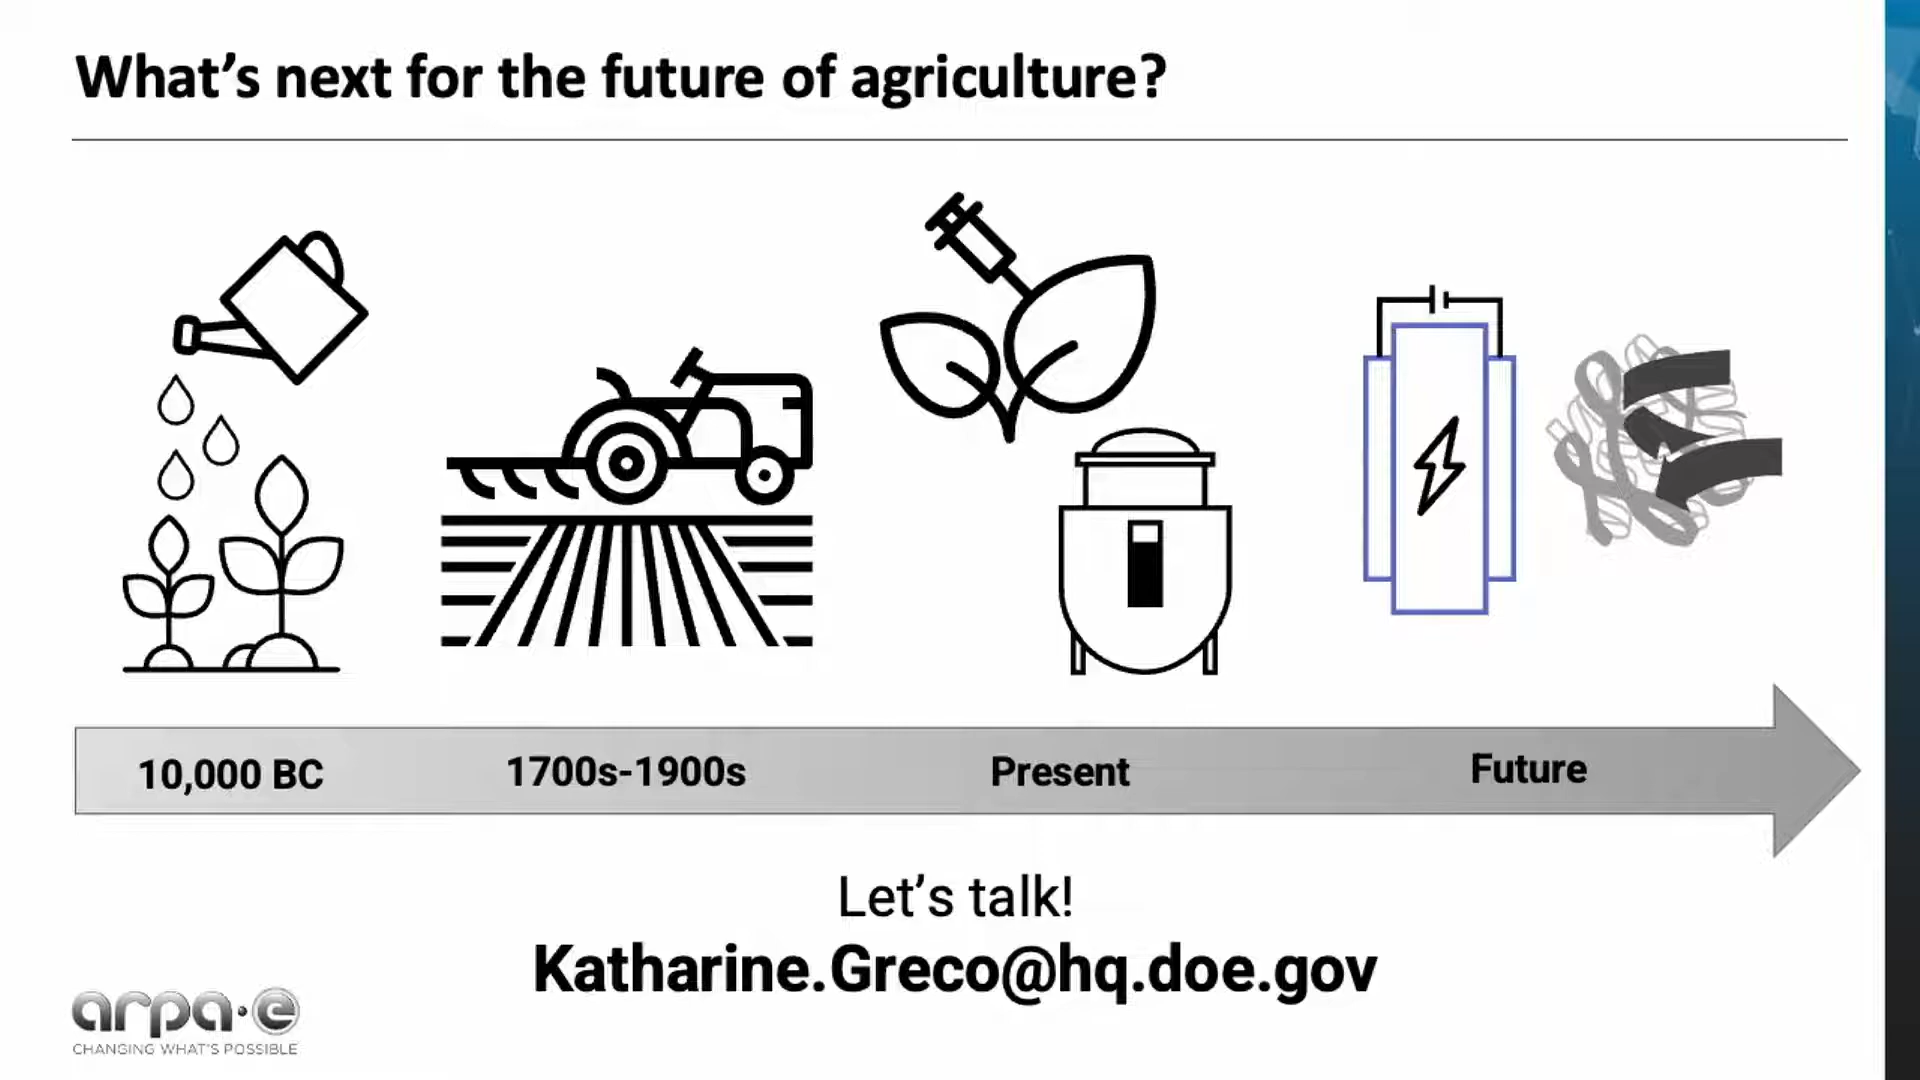 What's next for the future of agriculture?
10,000 BC
1700s-1900s
Present
Future
Let's talk!
Katharine.Greco@hq.doe.gov
arpa·e
CHANGING WHAT'S POSSIBLE